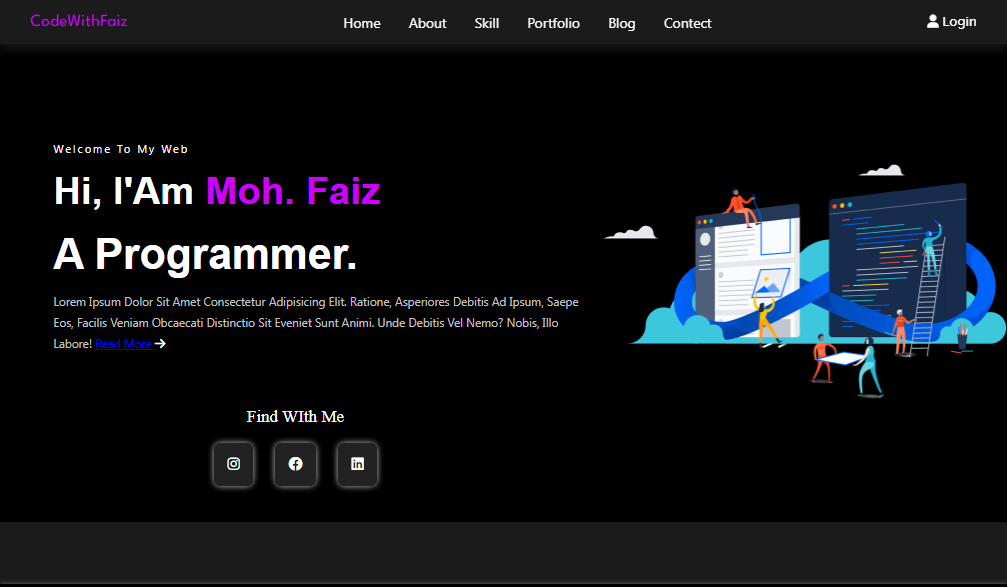 CodeWithFaiz
Home About Skill Portfolio Blog Contect
Login
Welcome To My Web
Hi, I'Am Moh. Faiz
A Programmer.
Lorem Ipsum Dolor Sit Amet Consectetur Adipisicing Elit. Ratione, Asperiores Debitis Ad Ipsum, Saepe
Eos, Facilis Veniam Obcaecati Distinctio Sit Eveniet Sunt Animi. Unde Debitis Vel Nemo? Nobis, Illo
Labore! Read More
Find WIth Me